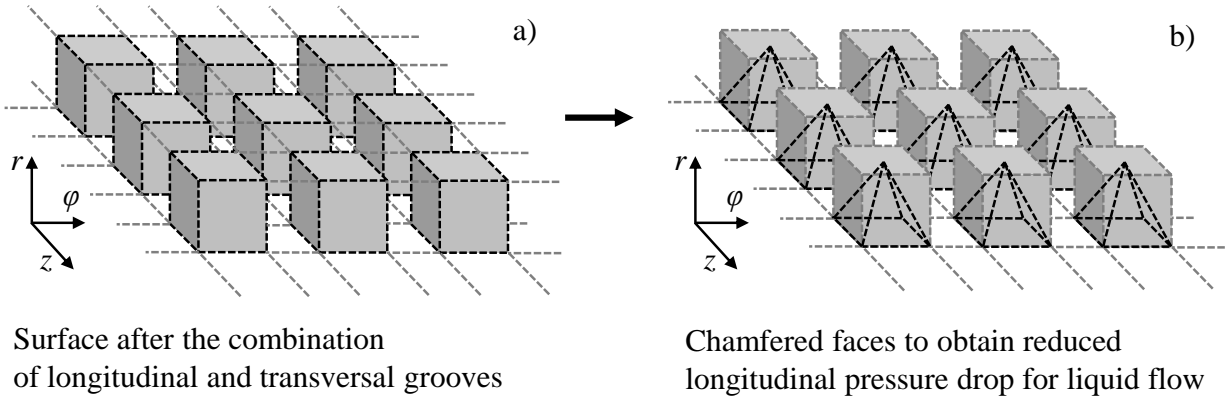 a)
r
φ
z
Surface after the combination
of longitudinal and transversal grooves
b)
r
φ
z
Chamfered faces to obtain reduced
longitudinal pressure drop for liquid flow